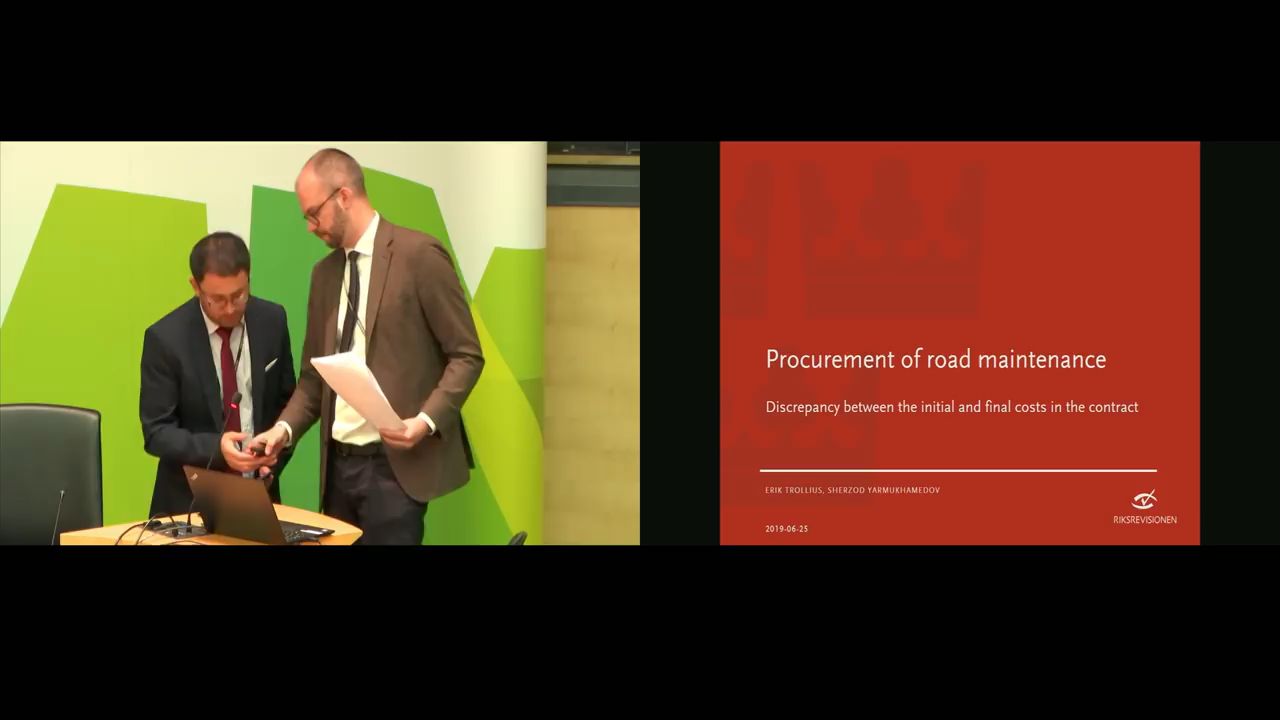 Procurement of road maintenance
Discrepancy between the initial and final costs in the contract
ERIK TROLLIUS, SHERZOD YARMUKHAMEDOV
RIKSREVISIONEN
2019-06-25